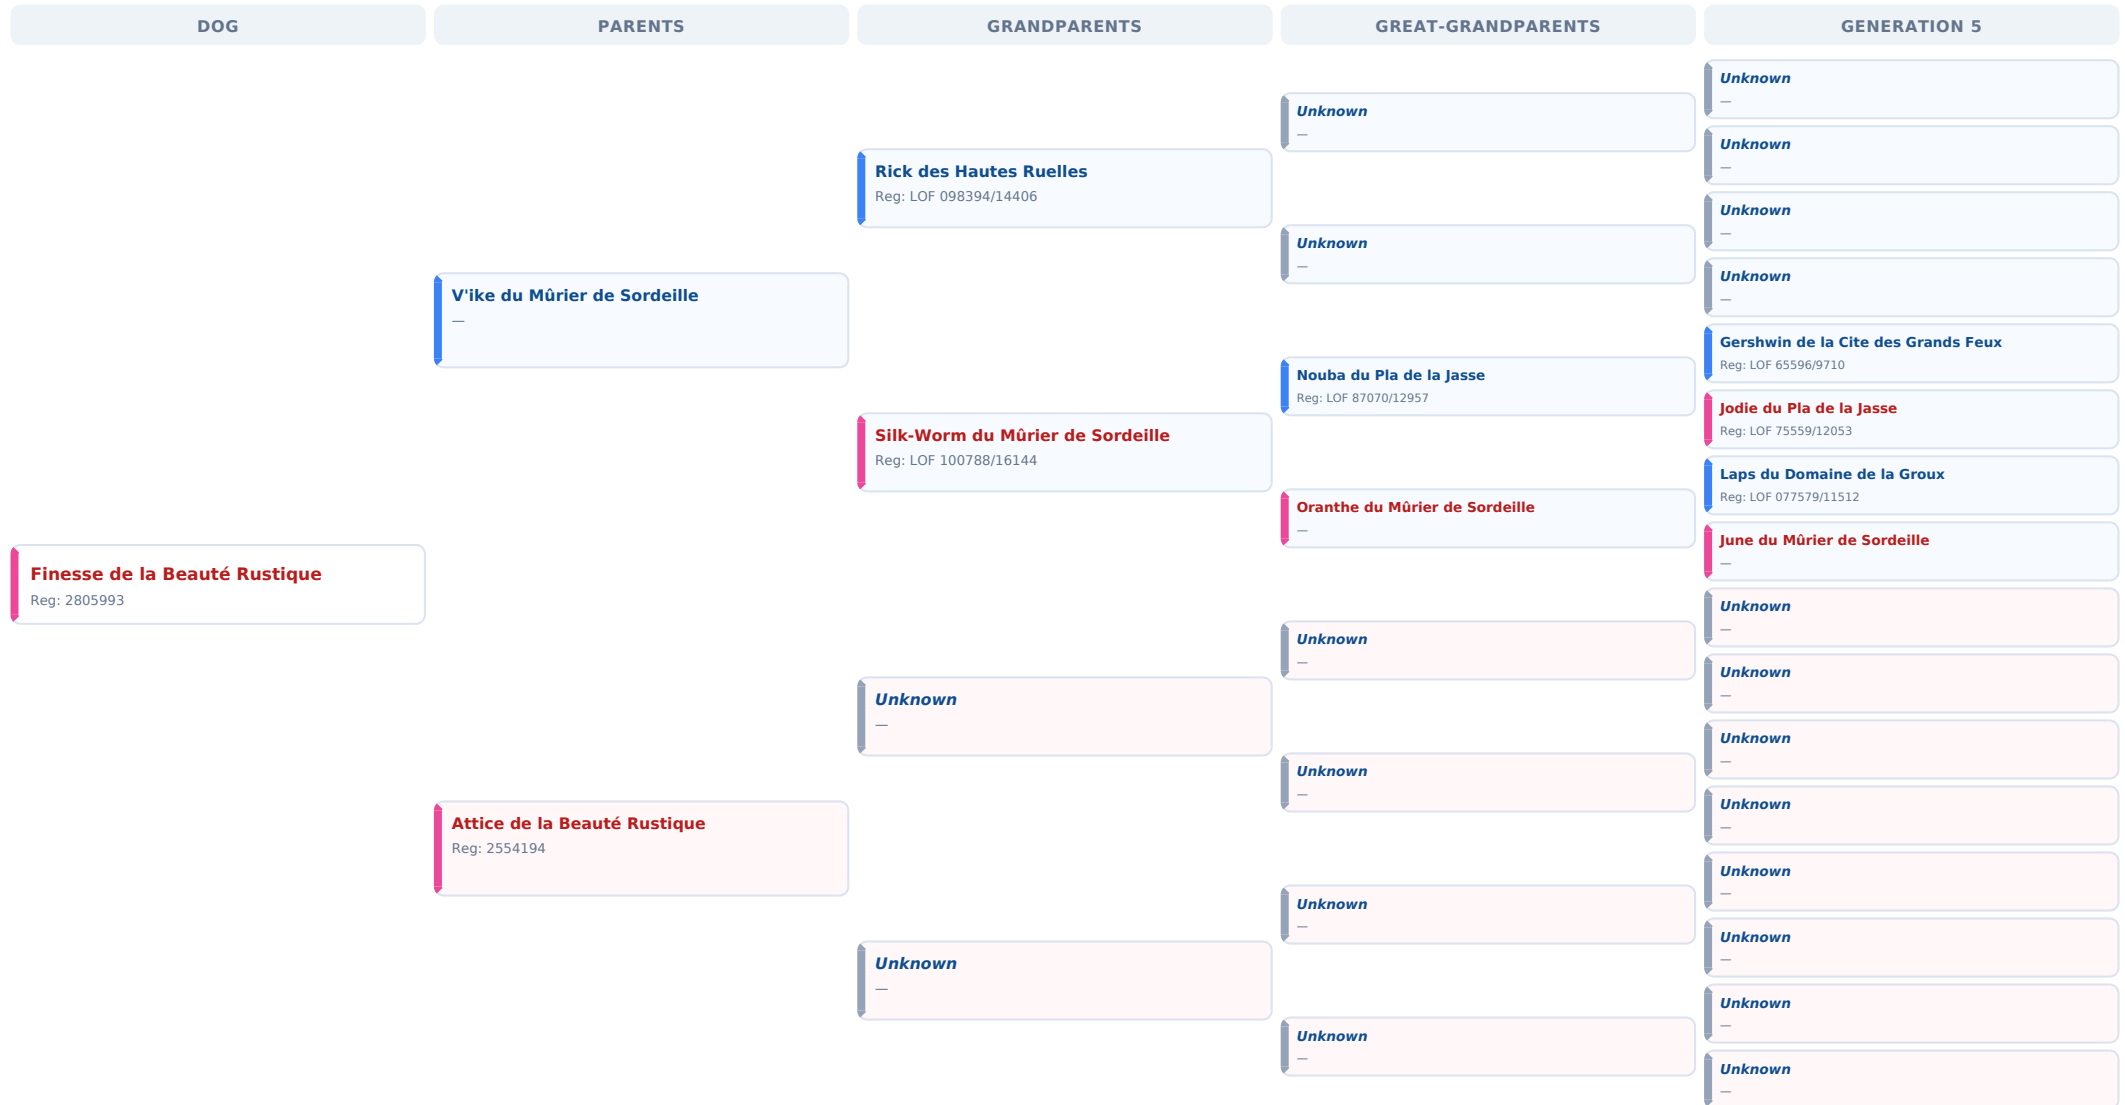 DOG
PARENTS
GRANDPARENTS
GREAT-GRANDPARENTS
GENERATION 5
Finesse de la Beauté Rustique
Reg: 2805993
V'ike du Mûrier de Sordeille
—
Attice de la Beauté Rustique
Reg: 2554194
Rick des Hautes Ruelles
Reg: LOF 098394/14406
Silk-Worm du Mûrier de Sordeille
Reg: LOF 100788/16144
Unknown
—
Unknown
—
Unknown
—
Unknown
—
Nouba du Pla de la Jasse
Reg: LOF 87070/12957
Oranthe du Mûrier de Sordeille
—
Unknown
—
Unknown
—
Unknown
—
Unknown
—
Unknown
—
Unknown
—
Unknown
—
Unknown
—
Gershwin de la Cite des Grands Feux
Reg: LOF 65596/9710
Jodie du Pla de la Jasse
Reg: LOF 75559/12053
Laps du Domaine de la Groux
Reg: LOF 077579/11512
June du Mûrier de Sordeille
—
Unknown
—
Unknown
—
Unknown
—
Unknown
—
Unknown
—
Unknown
—
Unknown
—
Unknown
—